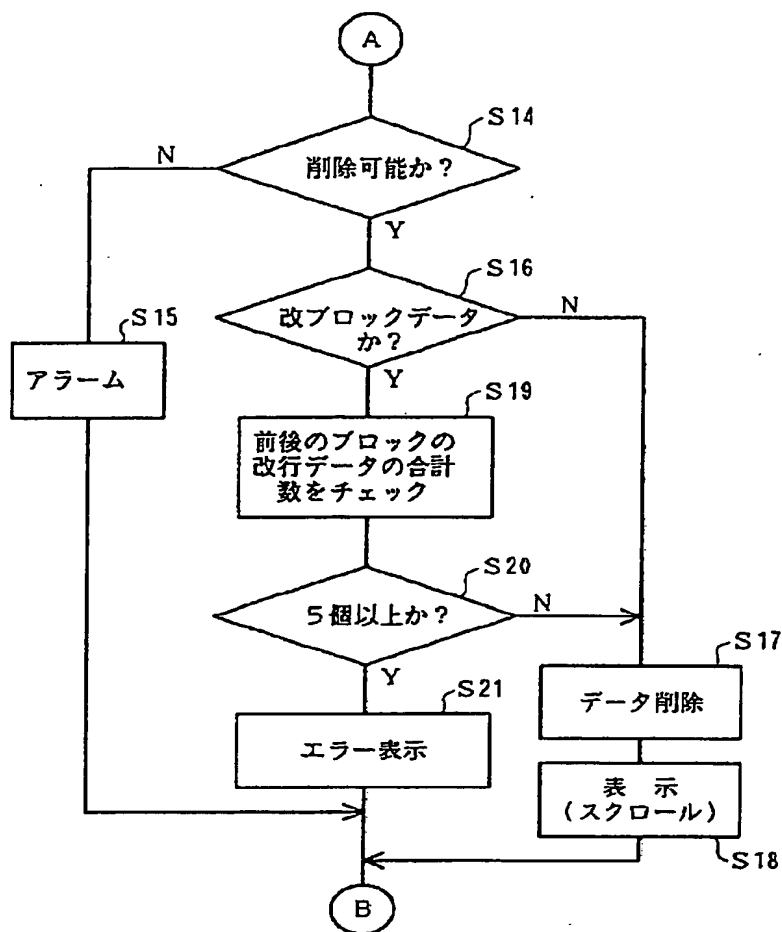 A
S14
削除可能か?
N
Y
S16
改ブロックデータ
か?
N
Y
S15
アラーム
S19
前後のブロックの
改行データの合計
数をチェック
S20
5個以上か?
N
Y
S17
データ削除
S21
エラー表示
表 示
(スクロール)
S18
B